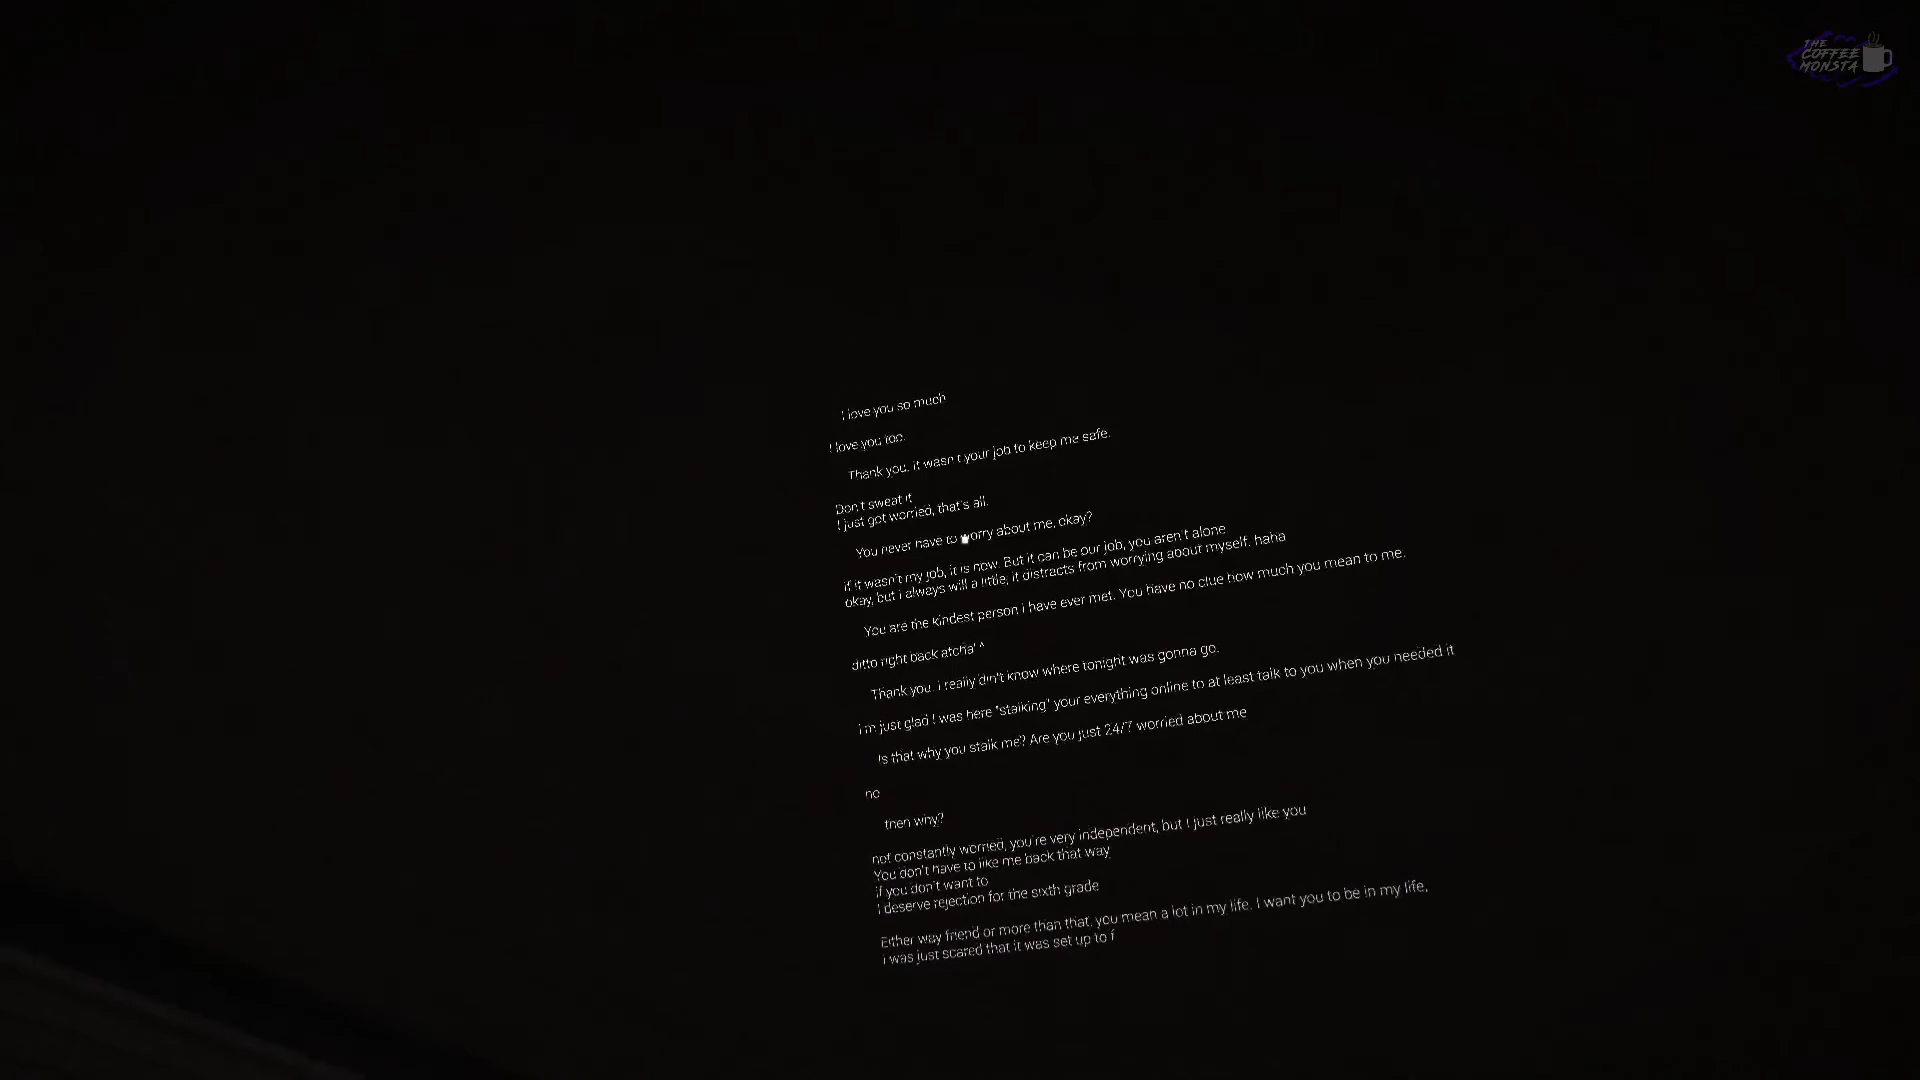 THE
COFFEE
MONSTA
I love you so much
I love you too.
Thank you. it wasn't your job to keep me safe.
Don't sweat it
I just got worried, that's all.
You never have to worry about me, okay?
if it wasn't my job, it is now. But it can be our job, you aren't alone
okay, but i always will a little, it distracts from worrying about myself. haha
You are the kindest person i have ever met. You have no clue how much you mean to me.
ditto right back atcha' ^
Thank you. i really din't know where tonight was gonna go.
i'm just glad I was here "stalking" your everything online to at least talk to you when you needed it
Is that why you stalk me? Are you just 24/7 worried about me
no
then why?
not constantly worried, you're very independent, but I just really like you
You don't have to like me back that way
if you don't want to
I deserve rejection for the sixth grade
Either way friend or more than that, you mean a lot in my life. I want you to be in my life,
i was just scared that it was set up to f